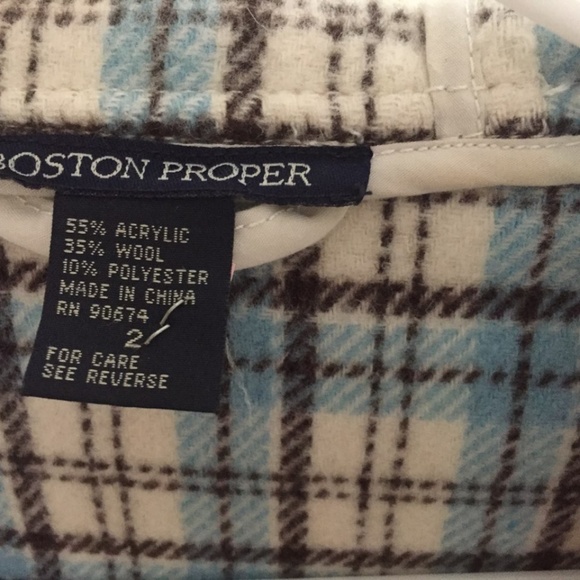 BOSTON PROPER
55% ACRYLIC
35% WOOL
10% POLYESTER
MADE IN CHINA
RN 90674
2
FOR CARE
SEE REVERSE